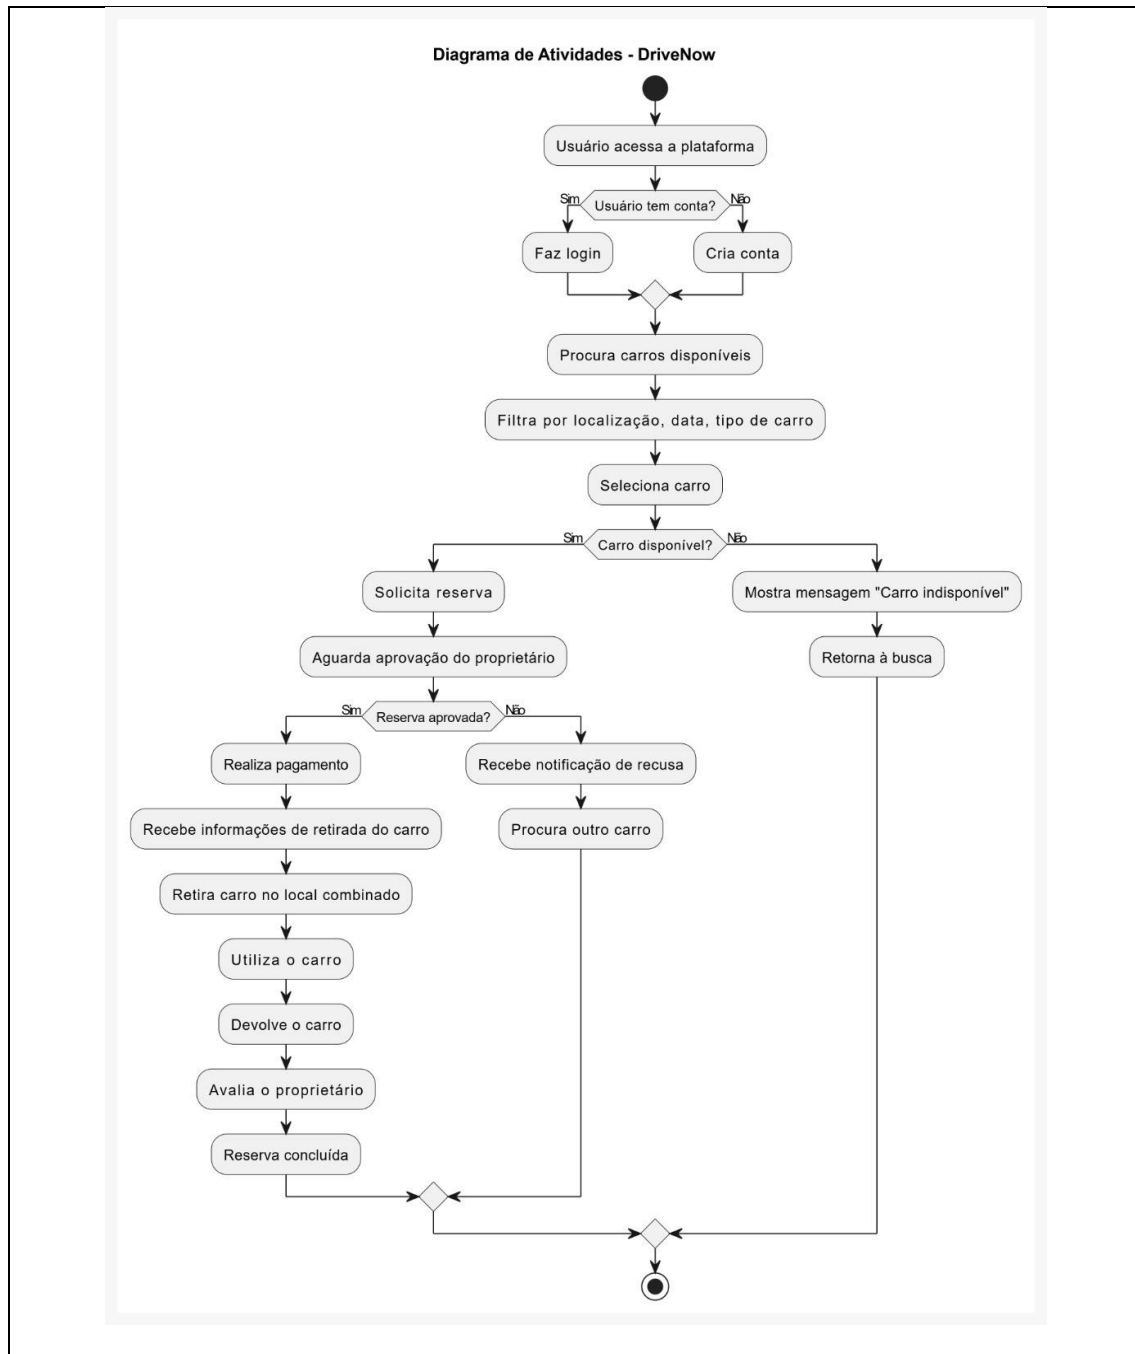 Diagrama de Atividades - DriveNow
Usuário acessa a plataforma
Sim
Usuário tem conta?
Não
Faz login
Cria conta
Procura carros disponíveis
Filtra por localização, data, tipo de carro
Seleciona carro
Sim
Carro disponível?
Não
Solicita reserva
Mostra mensagem "Carro indisponível"
Aguarda aprovação do proprietário
Retorna à busca
Sim
Reserva aprovada?
Não
Realiza pagamento
Recebe notificação de recusa
Recebe informações de retirada do carro
Procura outro carro
Retira carro no local combinado
Utiliza o carro
Devolve o carro
Avalia o proprietário
Reserva concluída